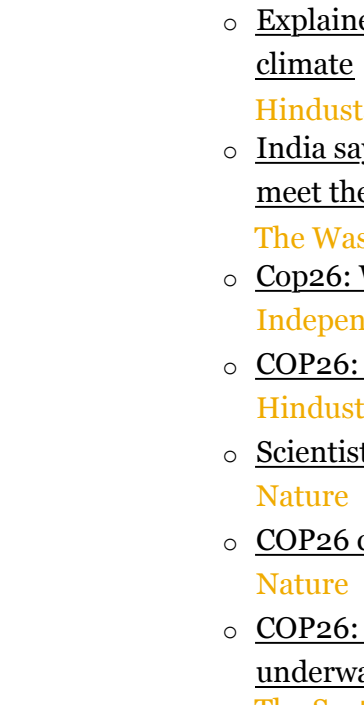 o Explaine
climate
Hindust
o India say
meet the
The Was
o Cop26: W
Indepen
o COP26:
Hindust
o Scientist
Nature
o COP26 o
Nature
o COP26:
underwa